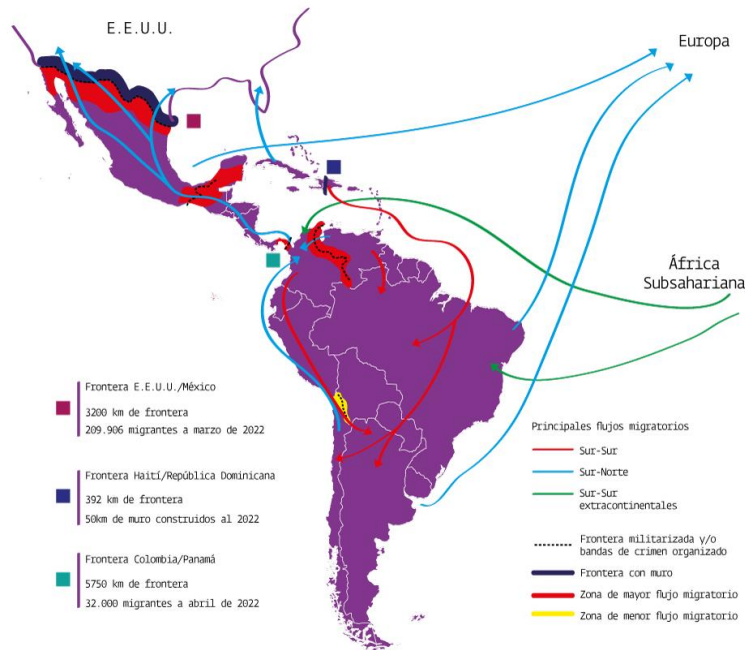 E.E.U.U.
Europa
África
Subsahariana
Frontera E.E.U.U./México
3200 km de frontera
209.906 migrantes a marzo de 2022
Frontera Haití/República Dominicana
392 km de frontera
50km de muro construidos al 2022
Frontera Colombia/Panamá
5750 km de frontera
32.000 migrantes a abril de 2022
Principales flujos migratorios
Sur-Sur
Sur-Norte
Sur-Sur
extracontinentales
Frontera militarizada y/o
bandas de crimen organizado
Frontera con muro
Zona de mayor flujo migratorio
Zona de menor flujo migratorio